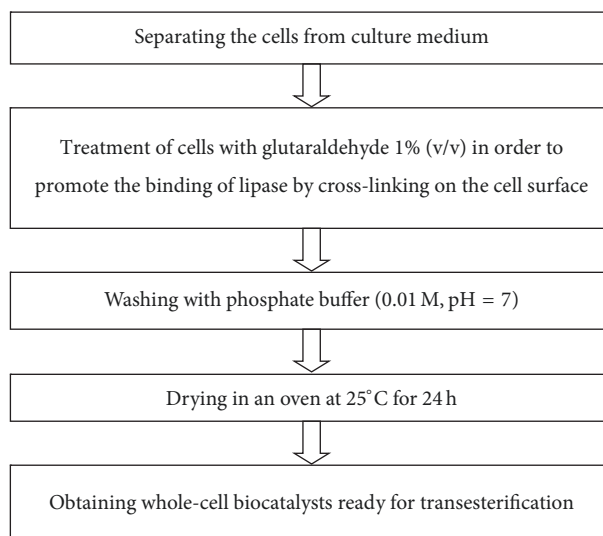 Separating the cells from culture medium
Treatment of cells with glutaraldehyde 1% (v/v) in order to
promote the binding of lipase by cross-linking on the cell surface
Washing with phosphate buffer (0.01 M, pH = 7)
Drying in an oven at 25°C for 24 h
Obtaining whole-cell biocatalysts ready for transesterification